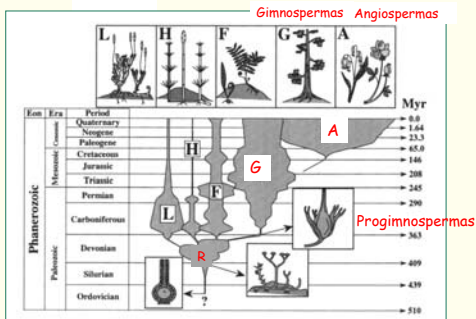 Gimnospermas Angiospermas
L H F G A
Myr
Eon Era Period
Quaternary 0.0
Neogene 1.64
Paleogene 23.3
Cretaceous 65.0
Jurassic 146
Triassic 208
Permian 245
Carboniferous 290
Devonian 363
Silurian 409
Ordovician 439
510
Phanerozoic
Cenozoic
Mesozoic
Paleozoic
A
H
G
L
F
R
Progimnospermas
?